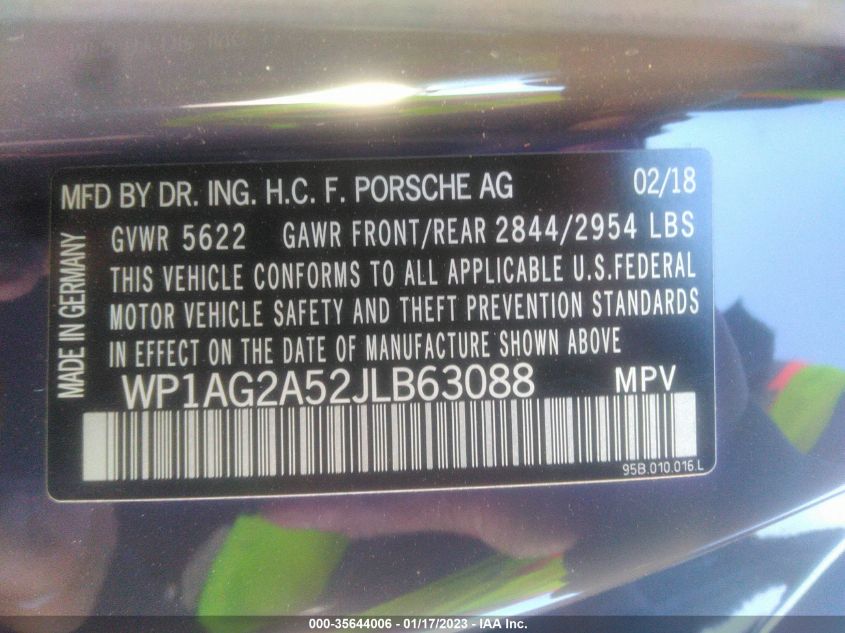 MFD BY DR. ING. H.C. F. PORSCHE AG 02/18
GVWR 5622 GAWR FRONT/REAR 2844/2954 LBS
THIS VEHICLE CONFORMS TO ALL APPLICABLE U.S.FEDERAL
MOTOR VEHICLE SAFETY AND THEFT PREVENTION STANDARDS
IN EFFECT ON THE DATE OF MANUFACTURE SHOWN ABOVE
MADE IN GERMANY
WP1AG2A52JLB63088 MPV
95B.010.016.L
000-35644006 - 01/17/2023 - IAA Inc.